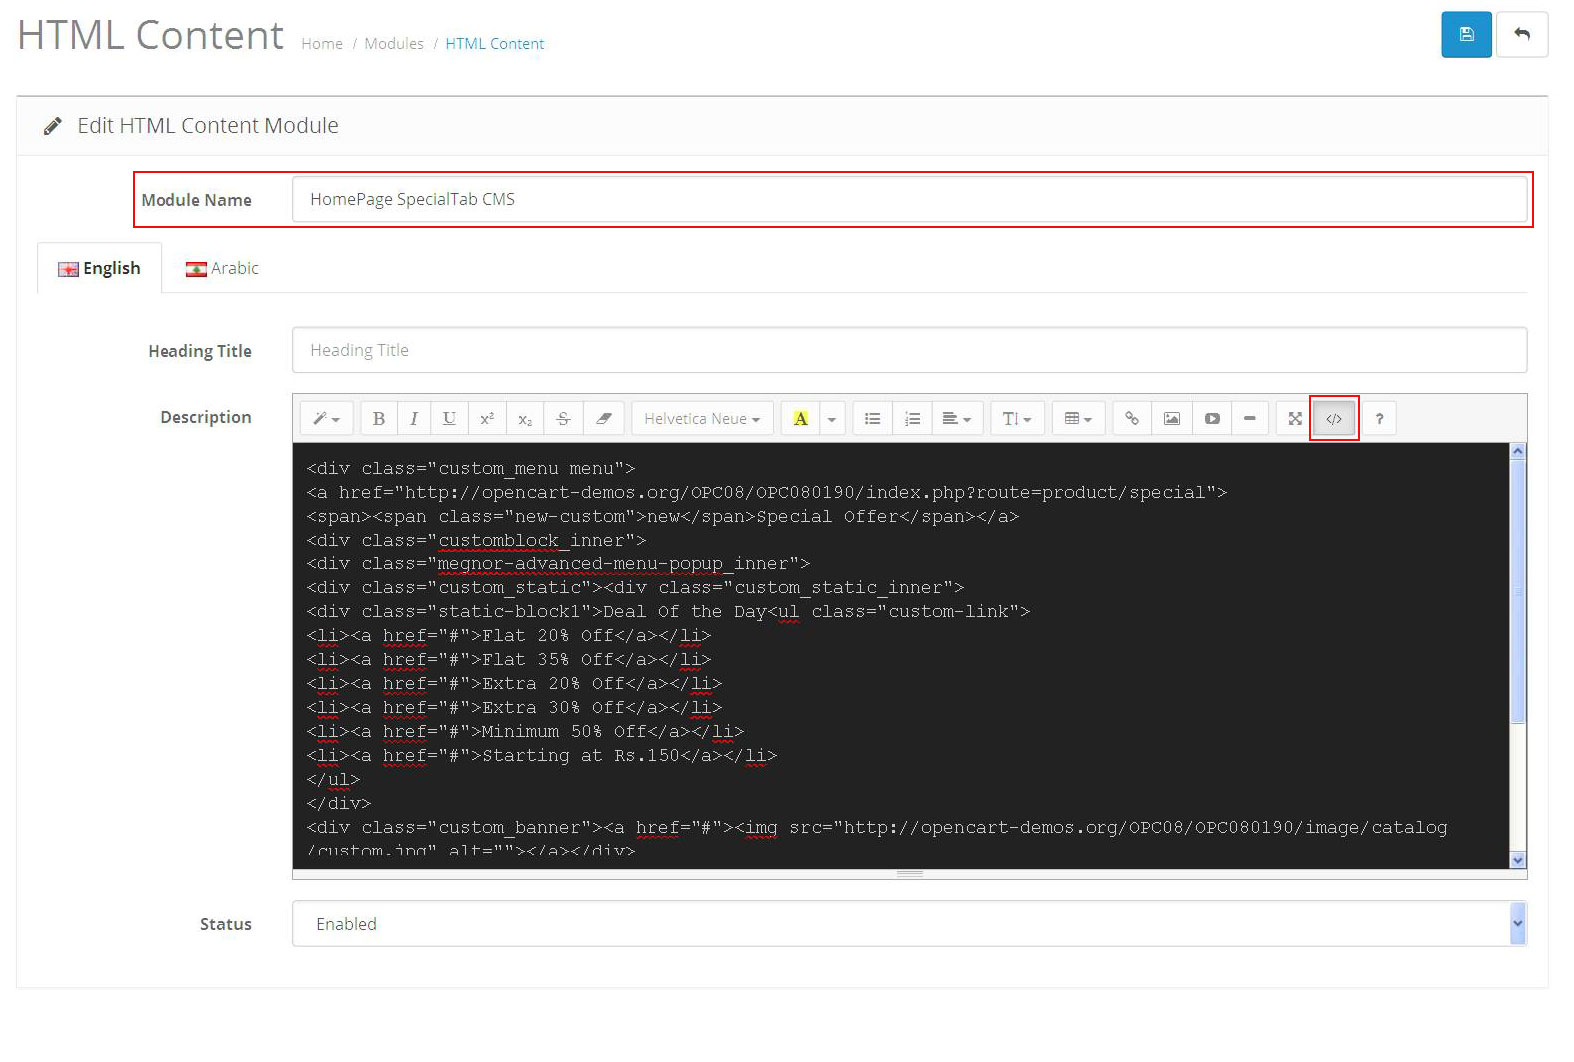 HTML Content Home / Modules / HTML Content
Edit HTML Content Module
Module Name HomePage SpecialTab CMS
English Arabic
Heading Title Heading Title
Description
B I U x² x₂ S Helvetica Neue A T </> ?
<div class="custom_menu menu">
<a href="http://opencart-demos.org/OPC08/OPC080190/index.php?route=product/special">
<span><span class="new-custom">new</span>Special Offer</span></a>
<div class="customblock_inner">
<div class="megnor-advanced-menu-popup_inner">
<div class="custom_static"><div class="custom_static_inner">
<div class="static-block1">Deal Of the Day<ul class="custom-link">
<li><a href="#">Flat 20% Off</a></li>
<li><a href="#">Flat 35% Off</a></li>
<li><a href="#">Extra 20% Off</a></li>
<li><a href="#">Extra 30% Off</a></li>
<li><a href="#">Minimum 50% Off</a></li>
<li><a href="#">Starting at Rs.150</a></li>
</ul>
</div>
<div class="custom_banner"><a href="#"><img src="http://opencart-demos.org/OPC08/OPC080190/image/catalog
/custom.jpg" alt=""></a></div>
Status Enabled